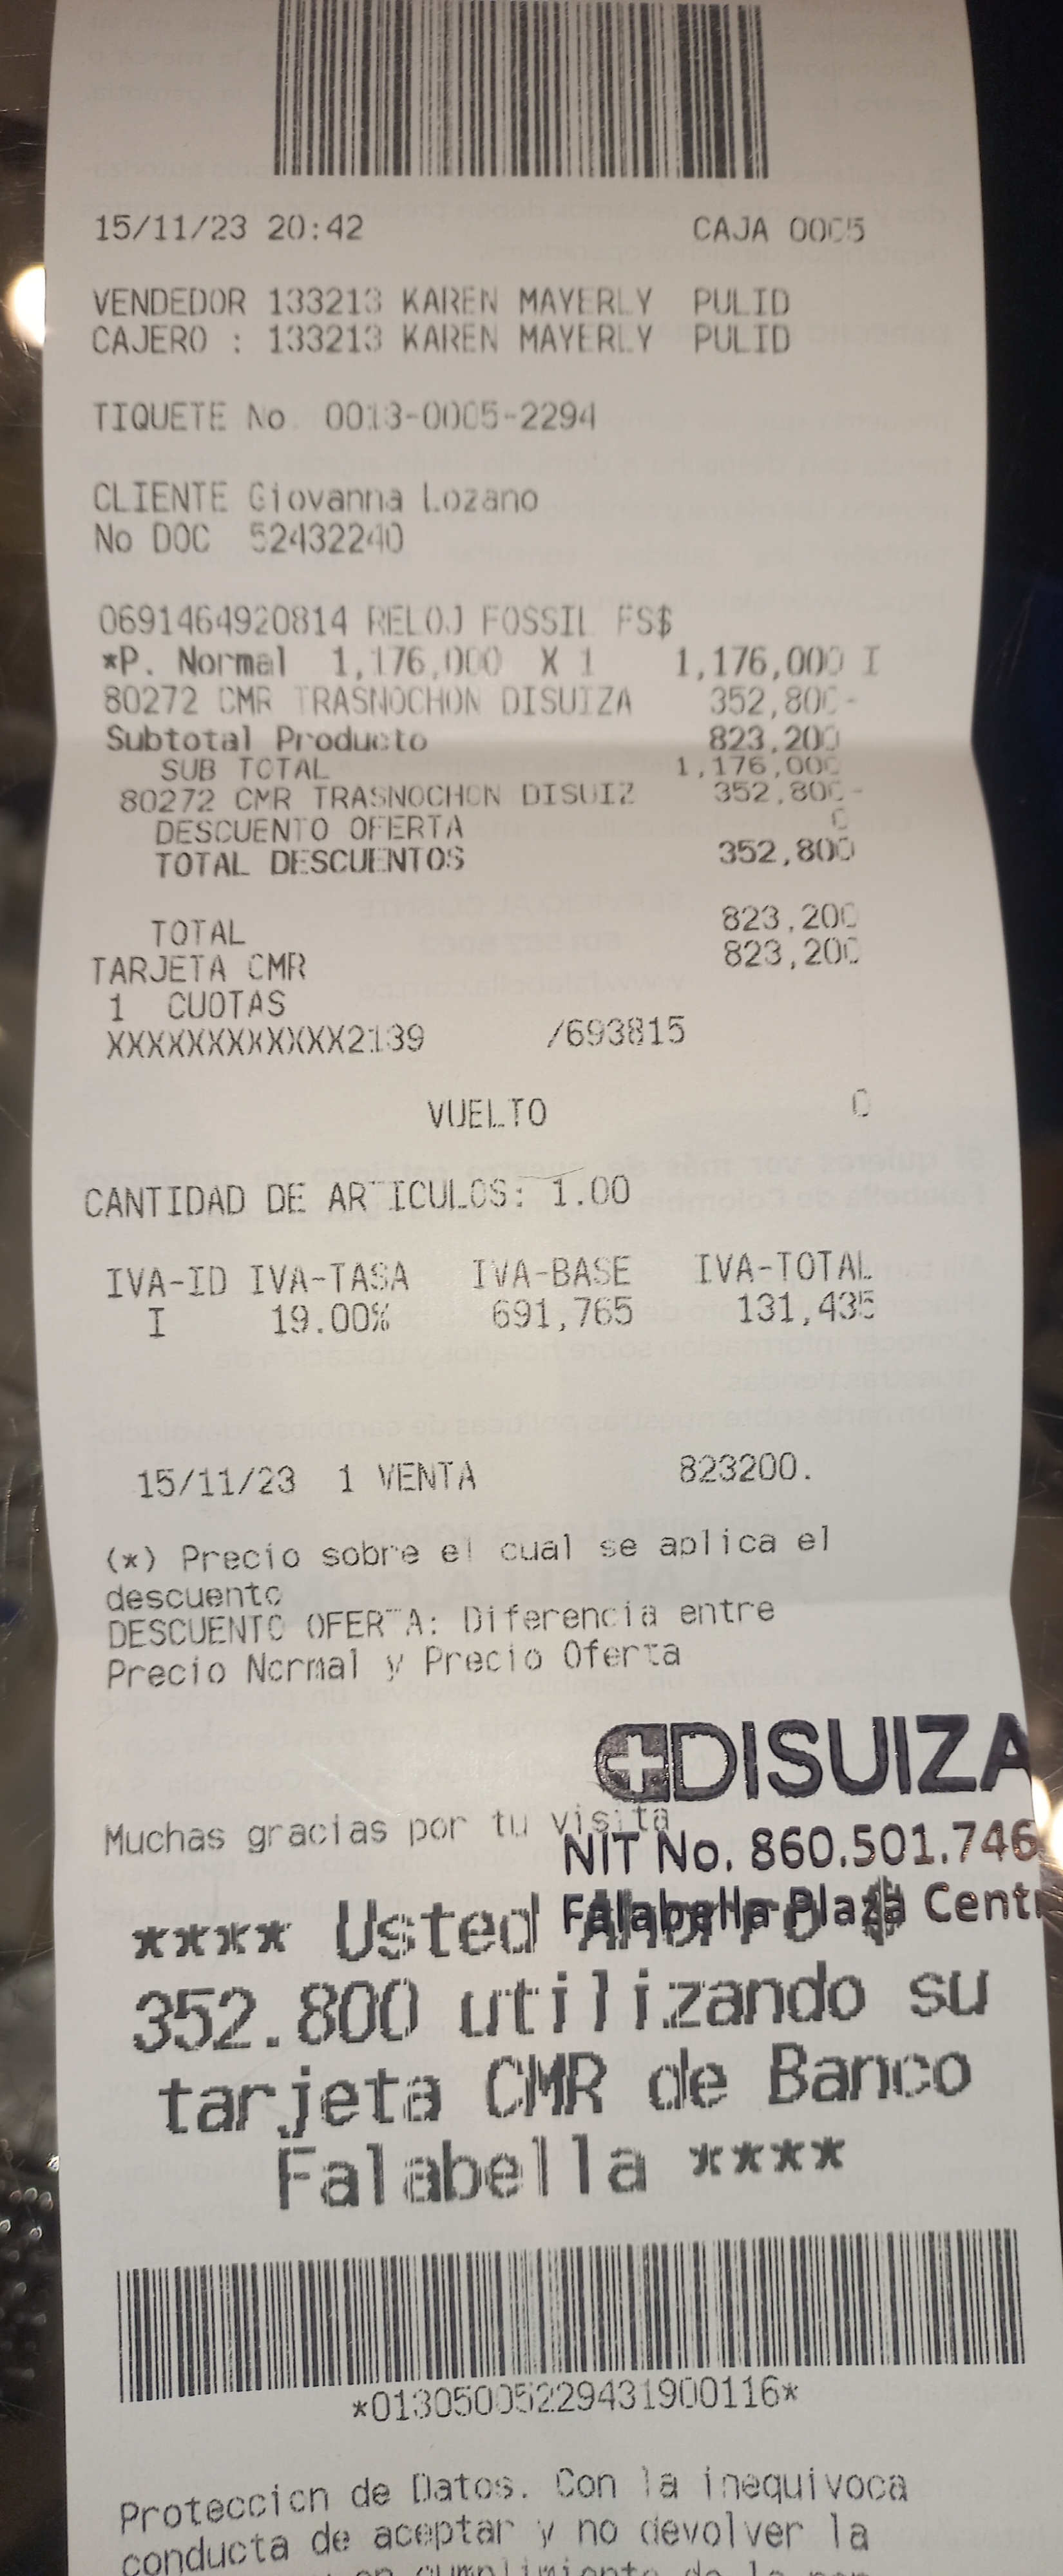 15/11/23 20:42 CAJA 0005
VENDEDOR 133213 KAREN MAYERLY PULID
CAJERO : 133213 KAREN MAYERLY PULID
TIQUETE No. 0013-0005-2294
CLIENTE Giovanna Lozano
No DOC 52432240
0691464920814 RELOJ FOSSIL FS$
*P. Normal 1,176,000 X 1 1,176,000 I
80272 CMR TRASNOCHON DISUIZA 352,800-
Subtotal Producto 823,200
SUB TOTAL 1,176,000
80272 CMR TRASNOCHON DISUIZ 352,800-
DESCUENTO OFERTA 0
TOTAL DESCUENTOS 352,800
TOTAL 823,200
TARJETA CMR 823,200
1 CUOTAS
XXXXXXXXXXXX2139 /693815
VUELTO 0
CANTIDAD DE ARTICULOS: 1.00
IVA-ID IVA-TASA IVA-BASE IVA-TOTAL
I 19.00% 691,765 131,435
15/11/23 1 VENTA 823200.
(*) Precio sobre el cual se aplica el
descuento
DESCUENTO OFERTA: Diferencia entre
Precio Normal y Precio Oferta
DISUIZA
Muchas gracias por tu visita
NIT No. 860.501.746
Falabella Plaza Cent
**** Usted Ahorro $
352.800 utilizando su
tarjeta CMR de Banco
Falabella ****
*013050052294319001​16*
Proteccion de Datos. Con la inequivoca
conducta de aceptar y no devolver la